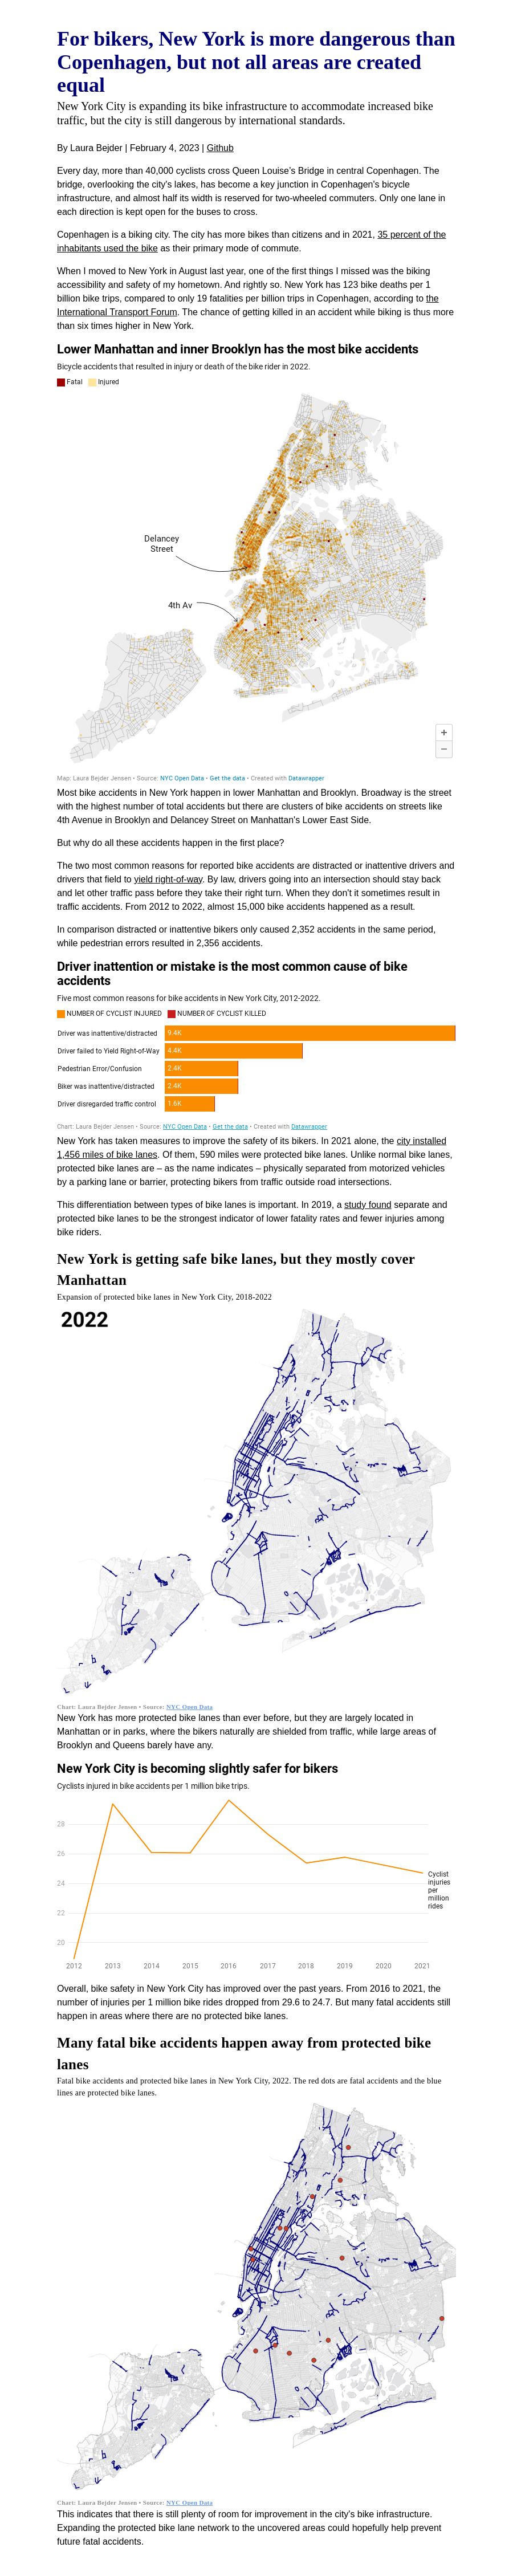 For bikers, New York is more dangerous than
Copenhagen, but not all areas are created
equal
New York City is expanding its bike infrastructure to accommodate increased bike
traffic, but the city is still dangerous by international standards.
By Laura Bejder | February 4, 2023 | Github
Every day, more than 40,000 cyclists cross Queen Louise's Bridge in central Copenhagen. The
bridge, overlooking the city's lakes, has become a key junction in Copenhagen's bicycle
infrastructure, and almost half its width is reserved for two-wheeled commuters. Only one lane in
each direction is kept open for the buses to cross.
Copenhagen is a biking city. The city has more bikes than citizens and in 2021, 35 percent of the
inhabitants used the bike as their primary mode of commute.
When I moved to New York in August last year, one of the first things I missed was the biking
accessibility and safety of my hometown. And rightly so. New York has 123 bike deaths per 1
billion bike trips, compared to only 19 fatalities per billion trips in Copenhagen, according to the
International Transport Forum. The chance of getting killed in an accident while biking is thus more
than six times higher in New York.
Lower Manhattan and inner Brooklyn has the most bike accidents
Bicycle accidents that resulted in injury or death of the bike rider in 2022.
Fatal Injured
Delancey
Street
4th Av
+
−
Map: Laura Bejder Jensen • Source: NYC Open Data • Get the data • Created with Datawrapper
Most bike accidents in New York happen in lower Manhattan and Brooklyn. Broadway is the street
with the highest number of total accidents but there are clusters of bike accidents on streets like
4th Avenue in Brooklyn and Delancey Street on Manhattan's Lower East Side.
But why do all these accidents happen in the first place?
The two most common reasons for reported bike accidents are distracted or inattentive drivers and
drivers that field to yield right-of-way. By law, drivers going into an intersection should stay back
and let other traffic pass before they take their right turn. When they don't it sometimes result in
traffic accidents. From 2012 to 2022, almost 15,000 bike accidents happened as a result.
In comparison distracted or inattentive bikers only caused 2,352 accidents in the same period,
while pedestrian errors resulted in 2,356 accidents.
Driver inattention or mistake is the most common cause of bike
accidents
Five most common reasons for bike accidents in New York City, 2012-2022.
NUMBER OF CYCLIST INJURED NUMBER OF CYCLIST KILLED
Driver was inattentive/distracted 9.4K
Driver failed to Yield Right-of-Way 4.4K
Pedestrian Error/Confusion 2.4K
Biker was inattentive/distracted 2.4K
Driver disregarded traffic control 1.6K
Chart: Laura Bejder Jensen • Source: NYC Open Data • Get the data • Created with Datawrapper
New York has taken measures to improve the safety of its bikers. In 2021 alone, the city installed
1,456 miles of bike lanes. Of them, 590 miles were protected bike lanes. Unlike normal bike lanes,
protected bike lanes are – as the name indicates – physically separated from motorized vehicles
by a parking lane or barrier, protecting bikers from traffic outside road intersections.
This differentiation between types of bike lanes is important. In 2019, a study found separate and
protected bike lanes to be the strongest indicator of lower fatality rates and fewer injuries among
bike riders.
New York is getting safe bike lanes, but they mostly cover
Manhattan
Expansion of protected bike lanes in New York City, 2018-2022
2022
Chart: Laura Bejder Jensen • Source: NYC Open Data
New York has more protected bike lanes than ever before, but they are largely located in
Manhattan or in parks, where the bikers naturally are shielded from traffic, while large areas of
Brooklyn and Queens barely have any.
New York City is becoming slightly safer for bikers
Cyclists injured in bike accidents per 1 million bike trips.
28
26
24
22
20
Cyclist
injuries
per
million
rides
2012 2013 2014 2015 2016 2017 2018 2019 2020 2021
Overall, bike safety in New York City has improved over the past years. From 2016 to 2021, the
number of injuries per 1 million bike rides dropped from 29.6 to 24.7. But many fatal accidents still
happen in areas where there are no protected bike lanes.
Many fatal bike accidents happen away from protected bike
lanes
Fatal bike accidents and protected bike lanes in New York City, 2022. The red dots are fatal accidents and the blue
lines are protected bike lanes.
Chart: Laura Bejder Jensen • Source: NYC Open Data
This indicates that there is still plenty of room for improvement in the city's bike infrastructure.
Expanding the protected bike lane network to the uncovered areas could hopefully help prevent
future fatal accidents.